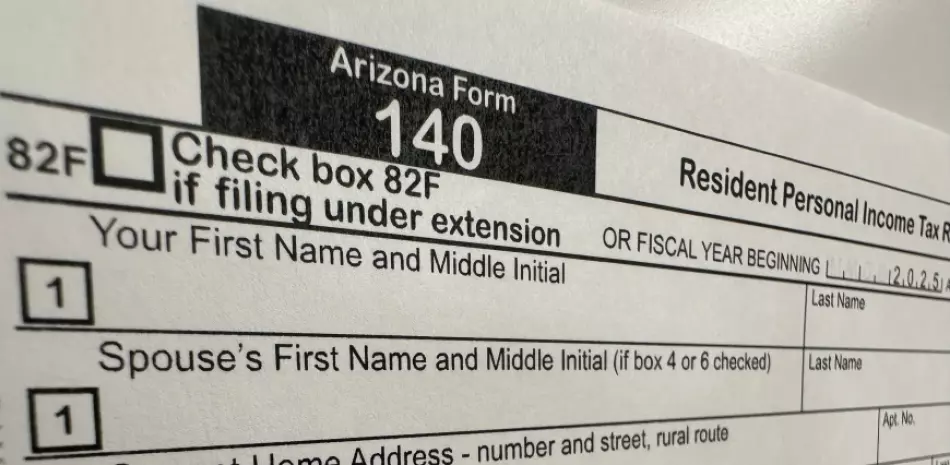 Arizona Form
140
Resident Personal Income Tax
82F
Check box 82F
if filing under extension
OR FISCAL YEAR BEGINNING 2025
Your First Name and Middle Initial
Last Name
1
Spouse's First Name and Middle Initial (if box 4 or 6 checked)
Last Name
1
Home Address - number and street, rural route
Apt. No.